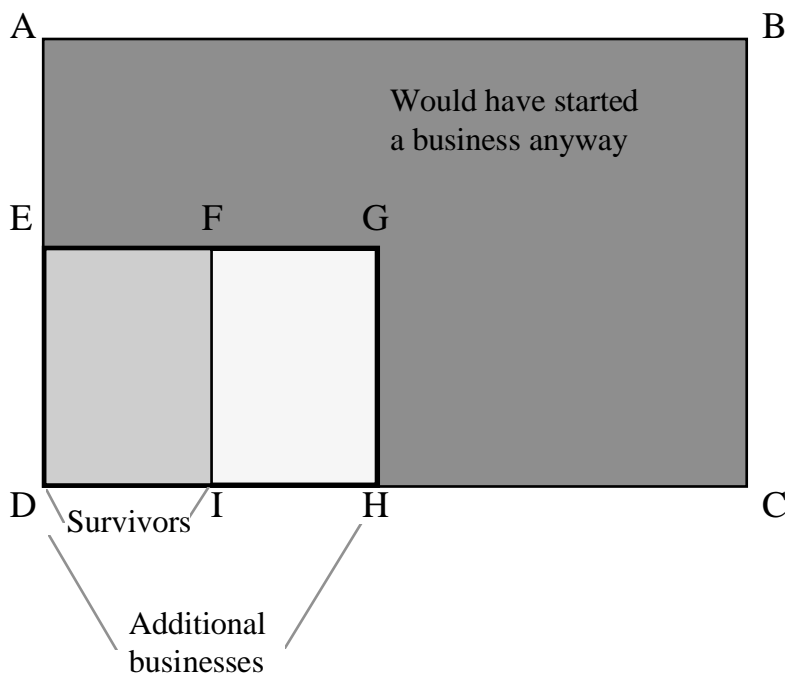 A
B
Would have started
a business anyway
E
F
G
D
I
H
C
Survivors
Additional
businesses